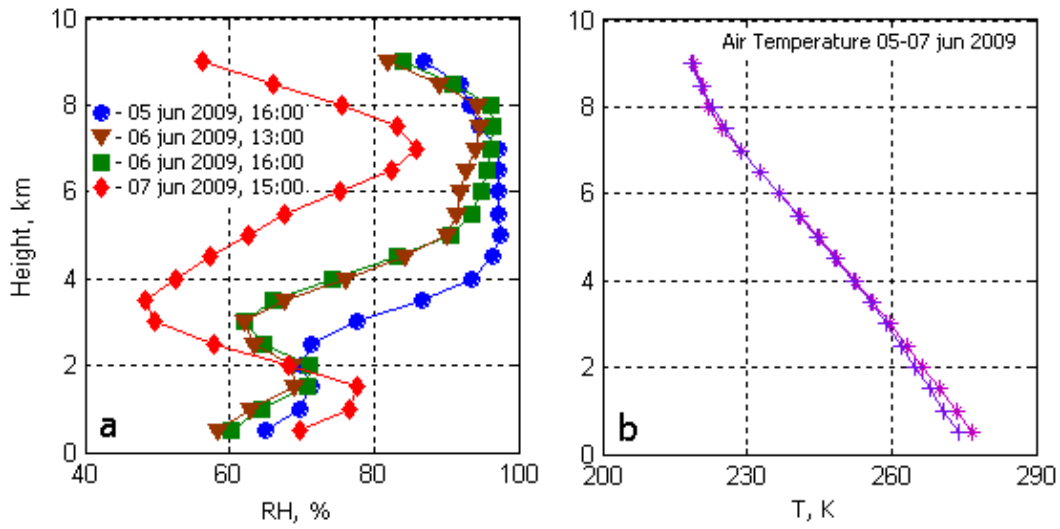 10
8
6
4
2
0
Height, km
- 05 jun 2009, 16:00
- 06 jun 2009, 13:00
- 06 jun 2009, 16:00
- 07 jun 2009, 15:00
a
40
60
80
100
RH, %
10
8
6
4
2
0
Air Temperature 05-07 jun 2009
b
200
230
260
290
T, K